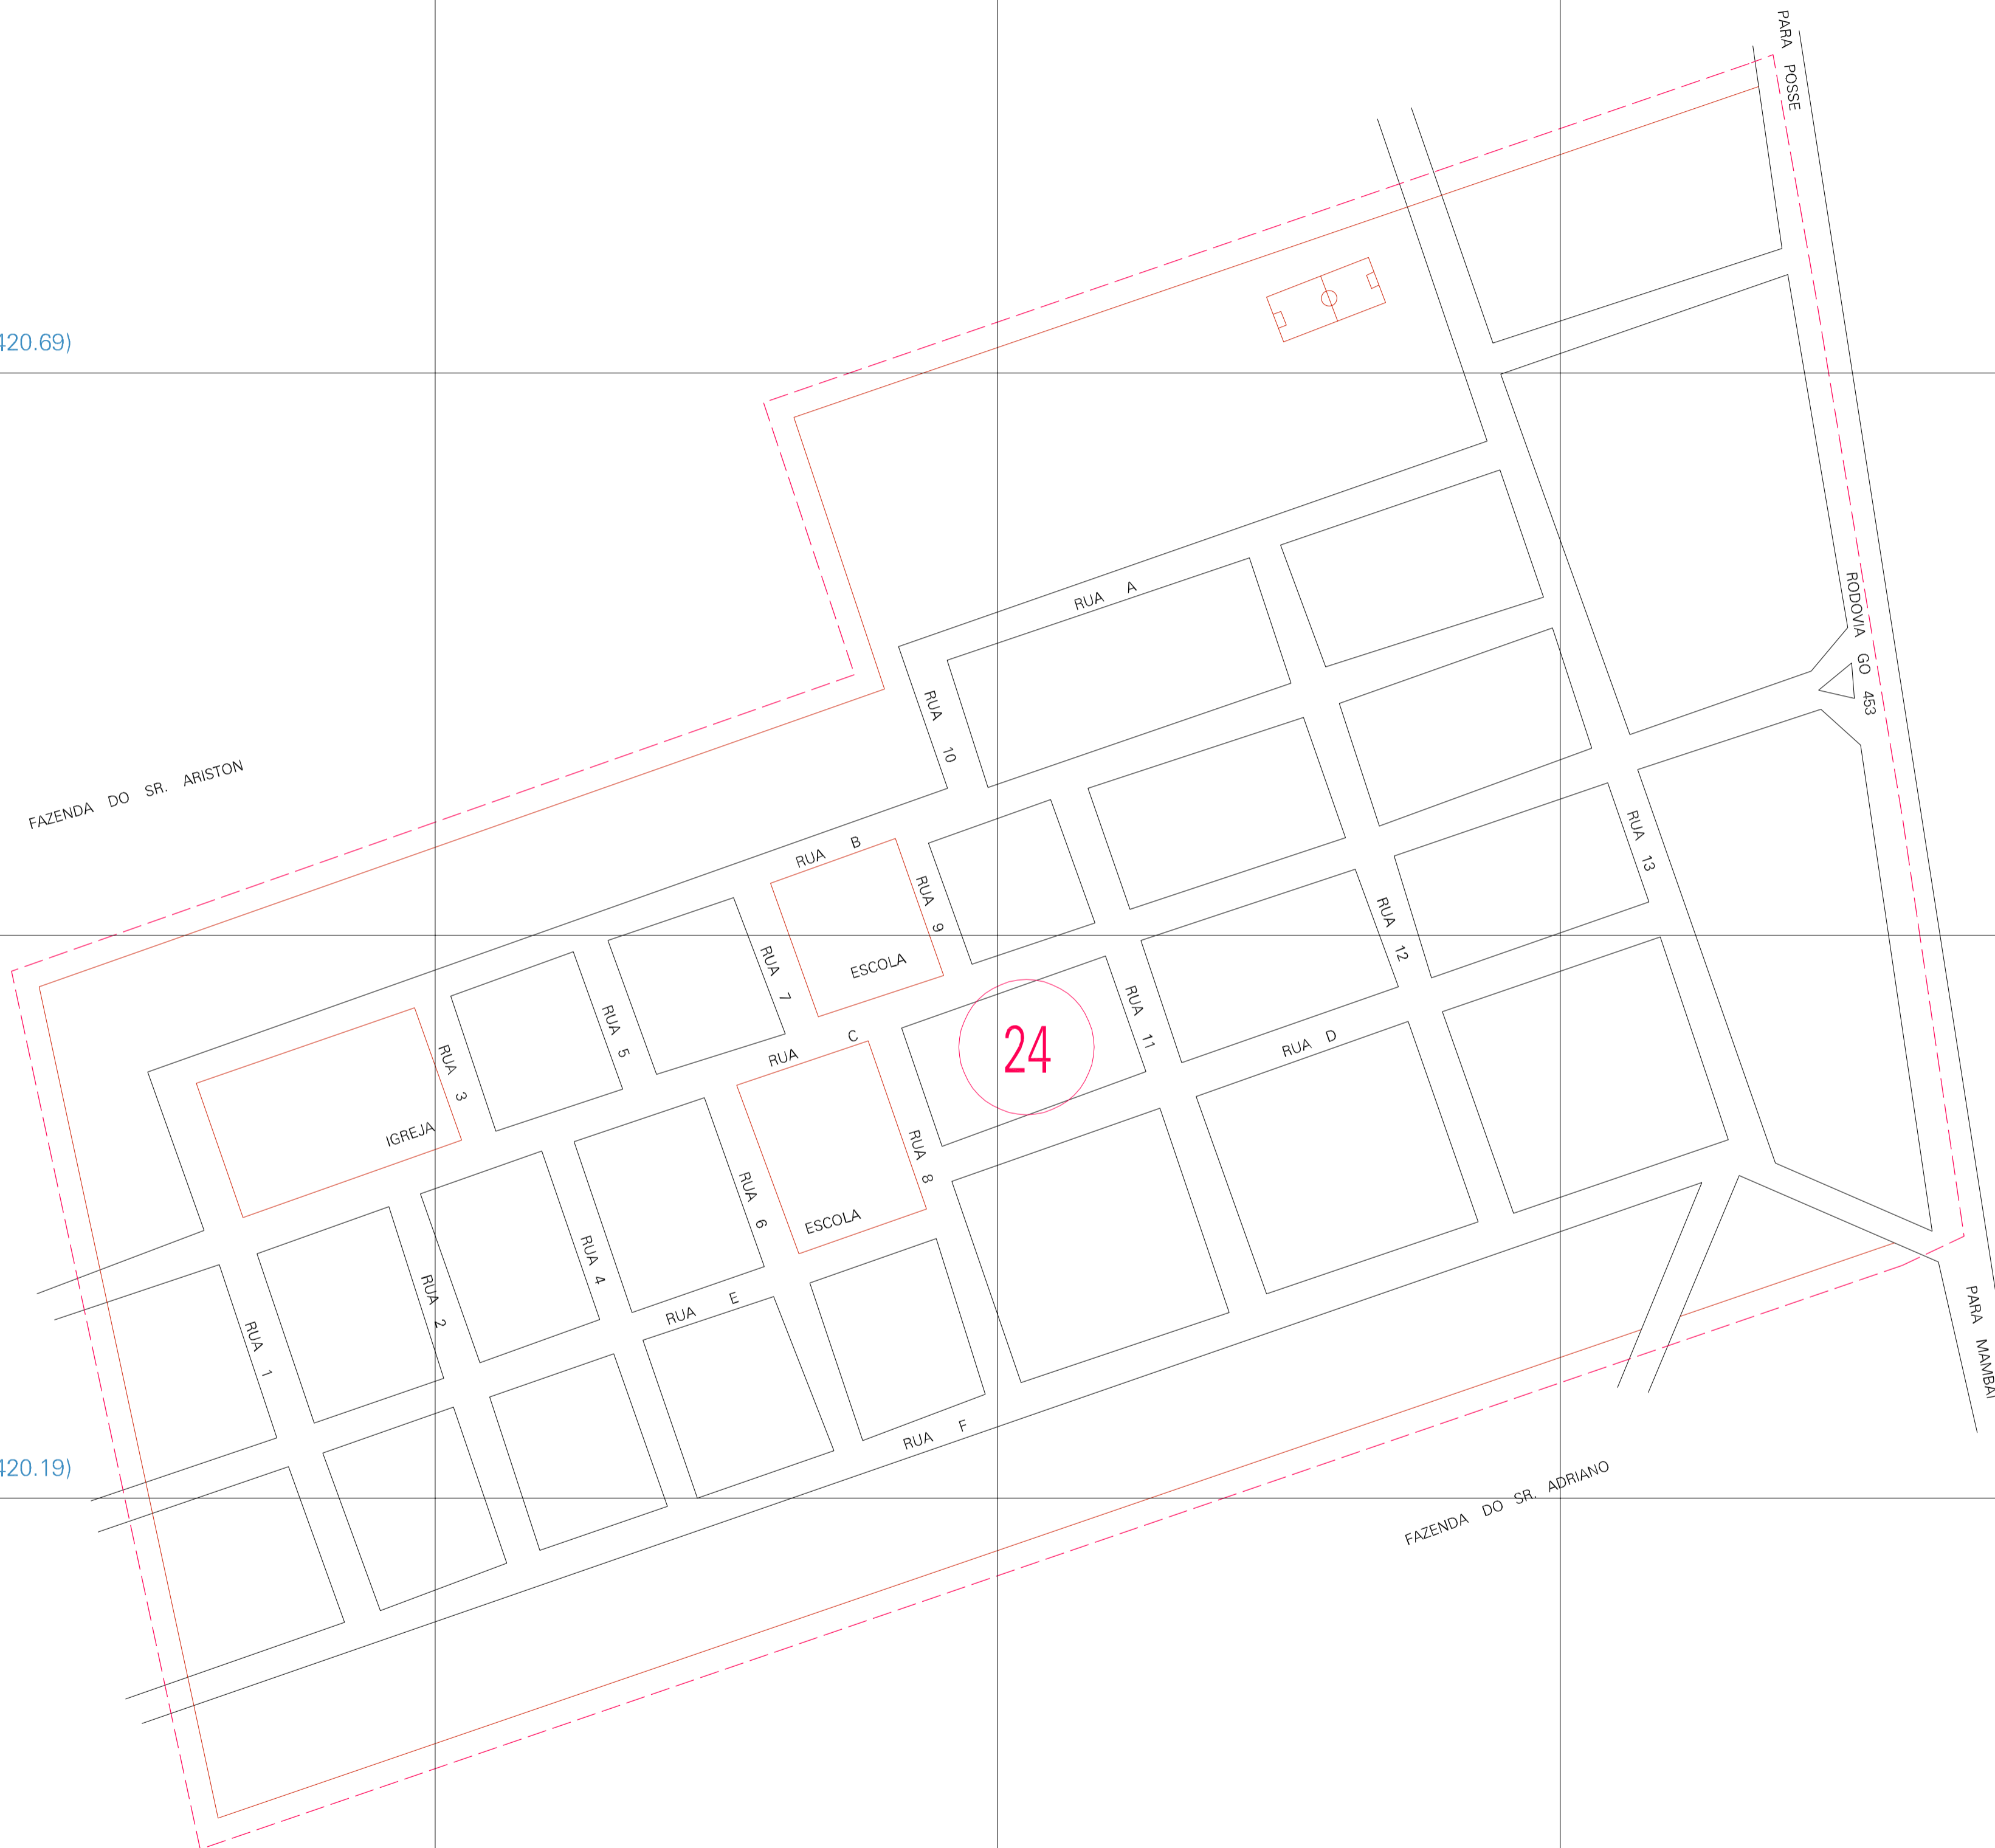 PARA POSSE
420.69)
RUA A
RODOVIA GO 453
RUA 10
FAZENDA DO SR. ARISTON
RUA B
RUA 13
RUA 9
RUA 12
ESCOLA
RUA 7
RUA 11
RUA 5
RUA C
RUA D
24
RUA 3
IGREJA
RUA 8
RUA 6
ESCOLA
RUA 4
RUA 2
RUA E
RUA 1
PARA MAMBAI
RUA F
420.19)
FAZENDA DO SR. ADRIANO